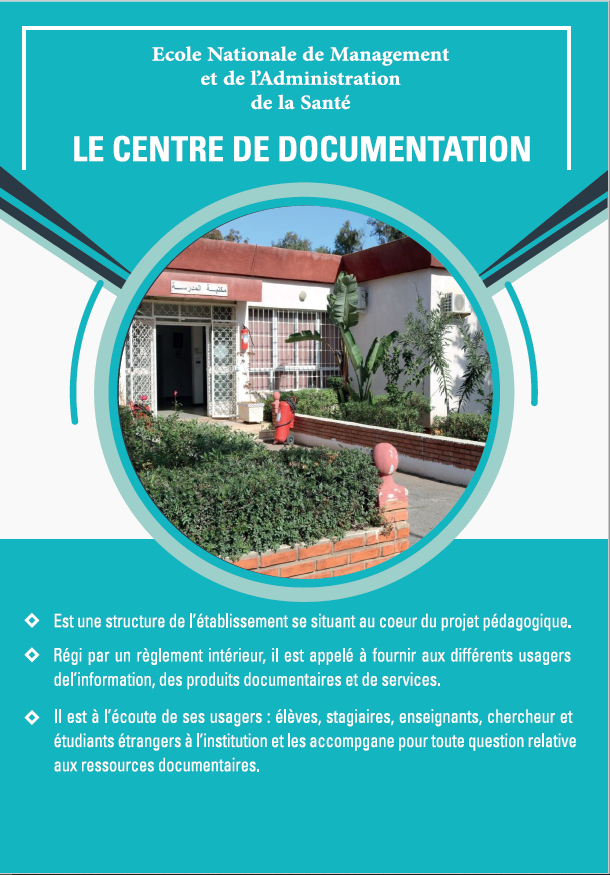 Ecole Nationale de Management
et de l'Administration
de la Santé
LE CENTRE DE DOCUMENTATION
مكتبـــة المدرســـة
Est une structure de l'établissement se situant au coeur du projet pédagogique.
Régi par un règlement intérieur, il est appelé à fournir aux différents usagers
del'information, des produits documentaires et de services.
Il est à l'écoute de ses usagers : élèves, stagiaires, enseignants, chercheur et
étudiants étrangers à l'institution et les accompgane pour toute question relative
aux ressources documentaires.